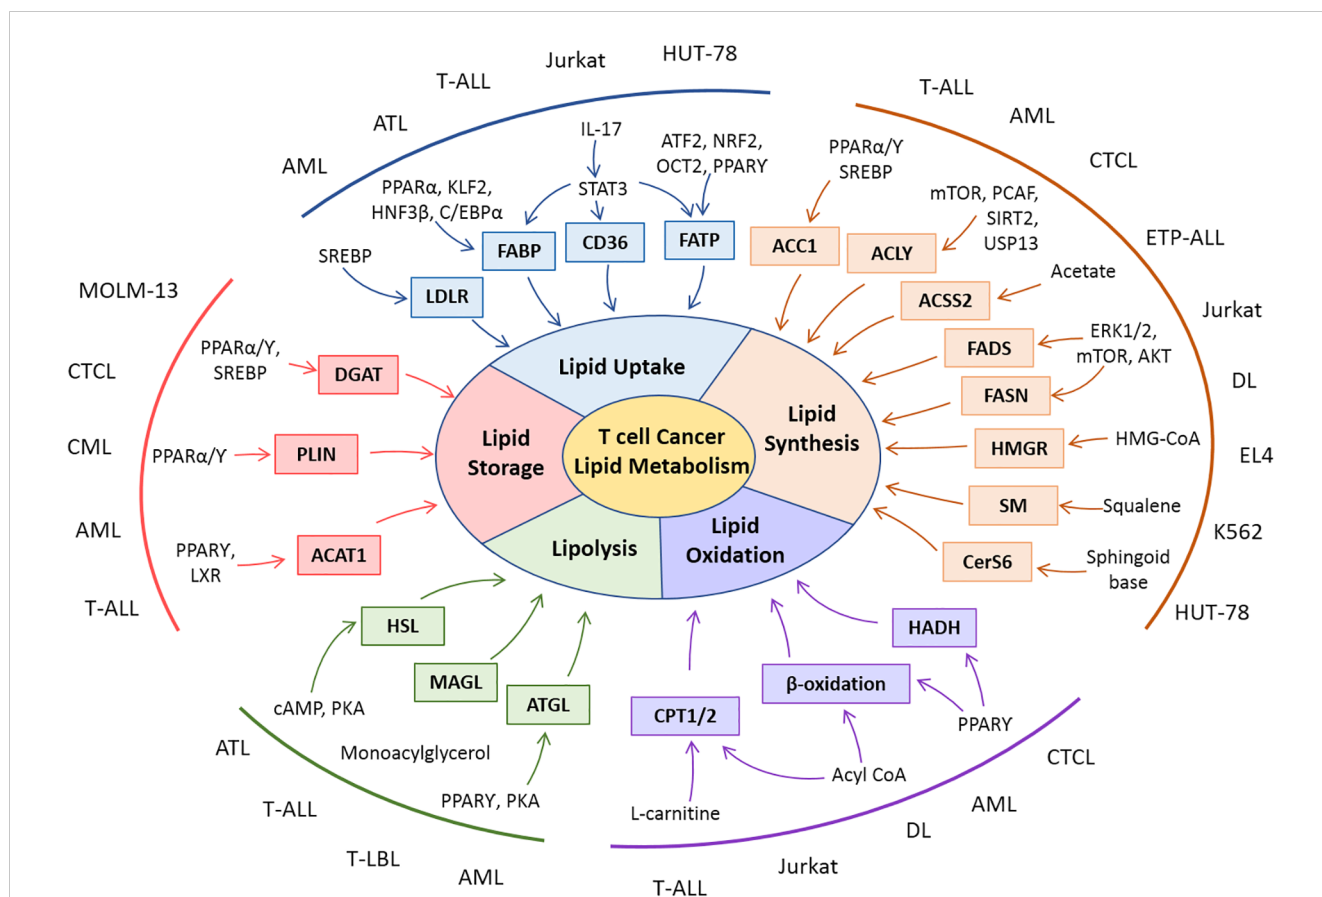 HUT-78
Jurkat
T-ALL
ATL
AML
IL-17
STAT3
ATF2, NRF2,
OCT2, PPARY
PPARα, KLF2,
HNF3β, C/EBPα
SREBP
LDLR
FABP
CD36
FATP
T-ALL
AML
CTCL
ETP-ALL
Jurkat
DL
EL4
K562
HUT-78
PPARα/Y
SREBP
mTOR, PCAF,
SIRT2,
USP13
Acetate
ERK1/2,
mTOR, AKT
HMG-CoA
Squalene
Sphingoid
base
ACC1
ACLY
ACSS2
FADS
FASN
HMGR
SM
CerS6
MOLM-13
CTCL
CML
AML
T-ALL
PPARα/Y,
SREBP
PPARα/Y
PPARY,
LXR
DGAT
PLIN
ACAT1
Lipid Uptake
Lipid
Synthesis
Lipid
Storage
T cell Cancer
Lipid Metabolism
Lipolysis
Lipid
Oxidation
HSL
MAGL
ATGL
cAMP, PKA
Monoacylglycerol
PPARY, PKA
ATL
T-ALL
T-LBL
AML
HADH
β-oxidation
CPT1/2
PPARY
Acyl CoA
L-carnitine
CTCL
AML
DL
Jurkat
T-ALL